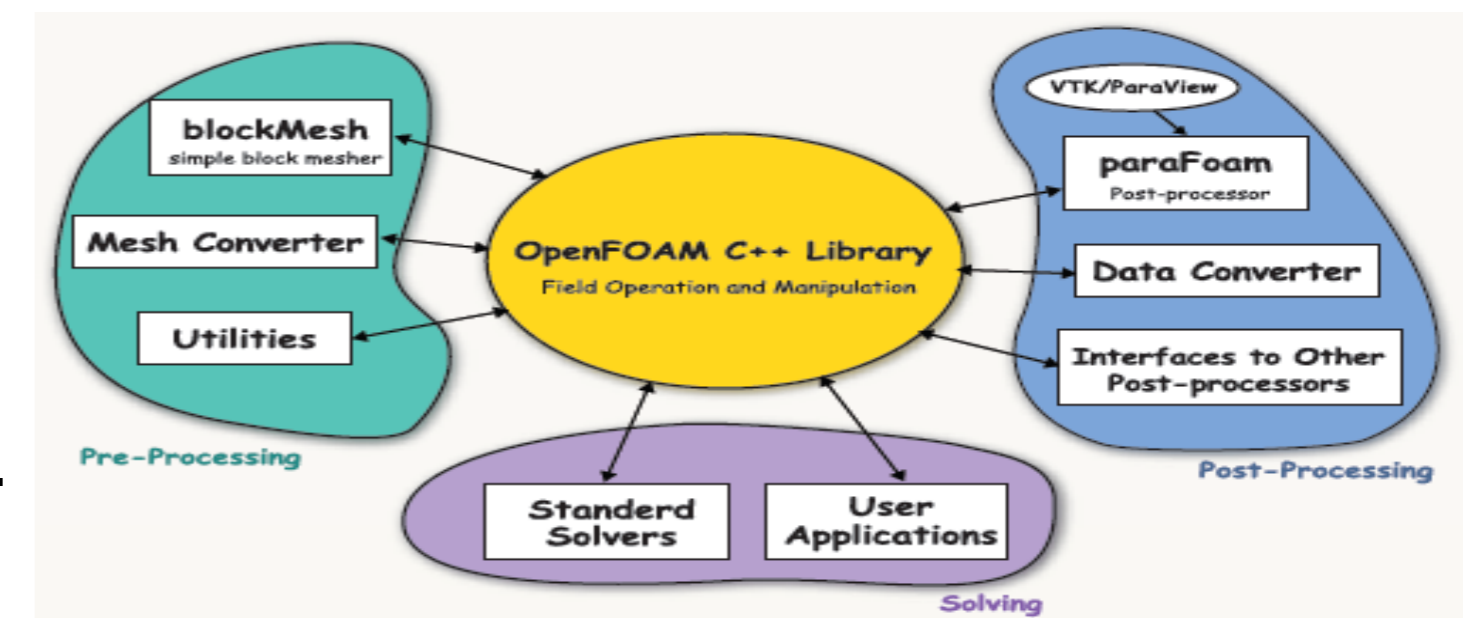 blockMesh
simple block mesher
Mesh Converter
Utilities
Pre-Processing
OpenFOAM C++ Library
Field Operation and Manipulation
VTK/ParaView
paraFoam
Post-processor
Data Converter
Interfaces to Other
Post-processors
Post-Processing
Standerd
Solvers
User
Applications
Solving